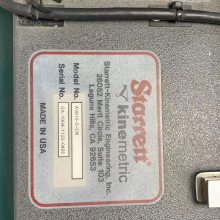 Starrett
kinemetric
Starrett-Kinemetric Engineering, Inc.
26052 Merit Circle, Suite 103
Laguna Hills, CA 92653
Model No.
Serial No.
MADE IN USA